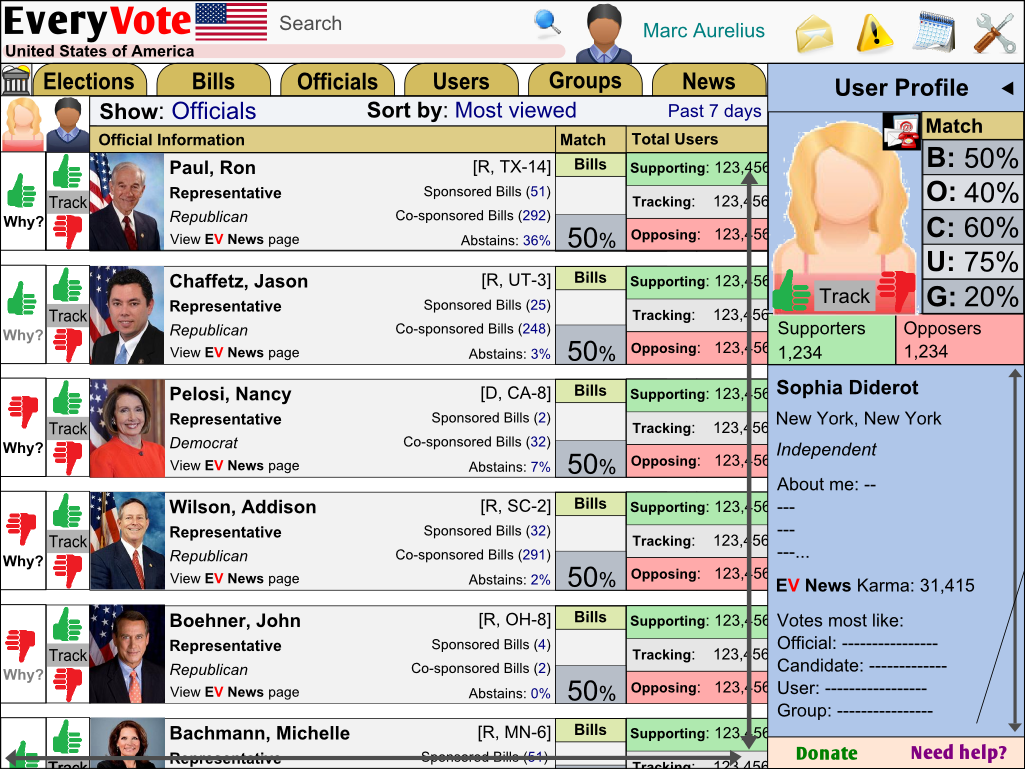 EveryVote
Search
Marc Aurelius
United States of America
Elections
Bills
Officials
Users
Groups
News
User Profile
Show: Officials
Sort by: Most viewed
Past 7 days
Official Information
Match
Total Users
Why?
Track
Paul, Ron
[R, TX-14]
Representative
Sponsored Bills (51)
Republican
Co-sponsored Bills (292)
View EV News page
Abstains: 36%
Bills
50%
Supporting: 123,456
Tracking: 123,456
Opposing: 123,456
Why?
Track
Chaffetz, Jason
[R, UT-3]
Representative
Sponsored Bills (25)
Republican
Co-sponsored Bills (248)
View EV News page
Abstains: 3%
Bills
50%
Supporting: 123,456
Tracking: 123,456
Opposing: 123,456
Why?
Track
Pelosi, Nancy
[D, CA-8]
Representative
Sponsored Bills (2)
Democrat
Co-sponsored Bills (32)
View EV News page
Abstains: 7%
Bills
50%
Supporting: 123,456
Tracking: 123,456
Opposing: 123,456
Why?
Track
Wilson, Addison
[R, SC-2]
Representative
Sponsored Bills (32)
Republican
Co-sponsored Bills (291)
View EV News page
Abstains: 2%
Bills
50%
Supporting: 123,456
Tracking: 123,456
Opposing: 123,456
Why?
Track
Boehner, John
[R, OH-8]
Representative
Sponsored Bills (4)
Republican
Co-sponsored Bills (2)
View EV News page
Abstains: 0%
Bills
50%
Supporting: 123,456
Tracking: 123,456
Opposing: 123,456
Track
Bachmann, Michelle
[R, MN-6]
Representative
Sponsored Bills (51)
Bills
Supporting: 123,456
Tracking: 123,456
Match
B: 50%
O: 40%
C: 60%
U: 75%
G: 20%
Track
Supporters
1,234
Opposers
1,234
Sophia Diderot
New York, New York
Independent
About me: --
---
---
---...
EV News Karma: 31,415
Votes most like:
Official: ----------------
Candidate: -------------
User: -----------------
Group: ----------------
Donate
Need help?